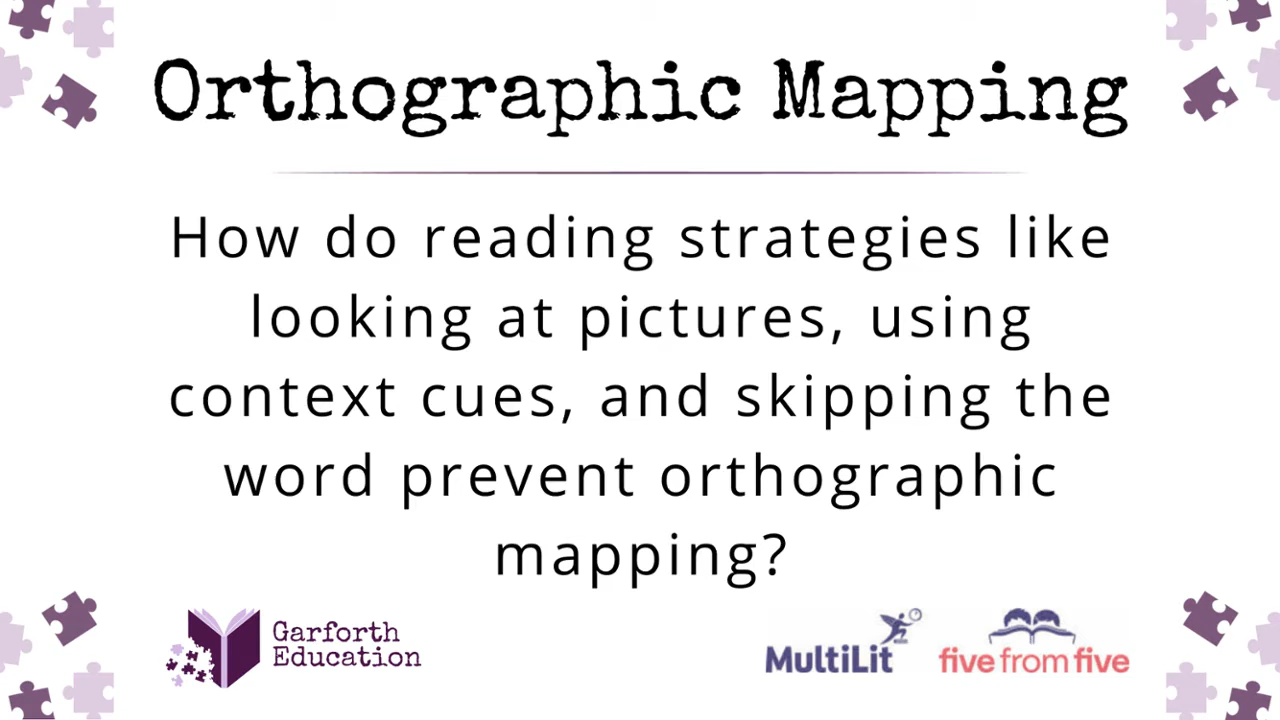 Orthographic Mapping
How do reading strategies like
looking at pictures, using
context cues, and skipping the
word prevent orthographic
mapping?
Garforth
Education
MultiLit
five from five